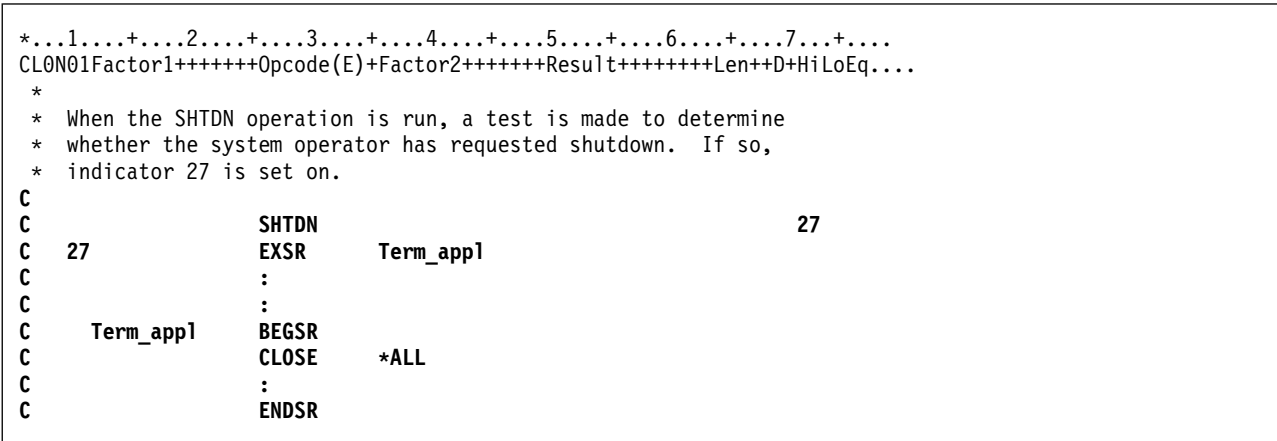 *...1....+....2....+....3....+....4....+....5....+....6....+....7...+....
CL0N01Factor1+++++++Opcode(E)+Factor2+++++++Result++++++++Len++D+HiLoEq....
 *
 *  When the SHTDN operation is run, a test is made to determine
 *  whether the system operator has requested shutdown.  If so,
 *  indicator 27 is set on.
C
C                   SHTDN                                        27
C   27              EXSR      Term_appl
C                   :
C                   :
C     Term_appl     BEGSR
C                   CLOSE     *ALL
C                   :
C                   ENDSR